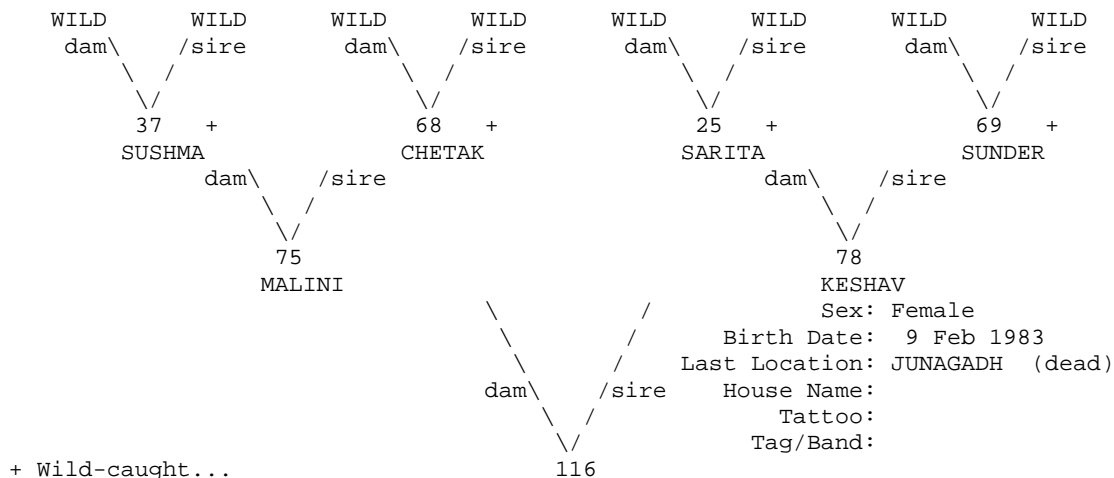 WILD WILD WILD WILD WILD WILD WILD WILD
dam\ /sire dam\ /sire dam\ /sire dam\ /sire
\ / \ / \ / \ /
\/ \/ \/ \/
37 + 68 + 25 + 69 +
SUSHMA CHETAK SARITA SUNDER
dam\ /sire dam\ /sire
\ / \ /
\/ \/
75 78
MALINI KESHAV
\ / Sex: Female
\ / Birth Date: 9 Feb 1983
\ / Last Location: JUNAGADH (dead)
dam\ /sire House Name:
\ / Tattoo:
\/ Tag/Band:
+ Wild-caught... 116